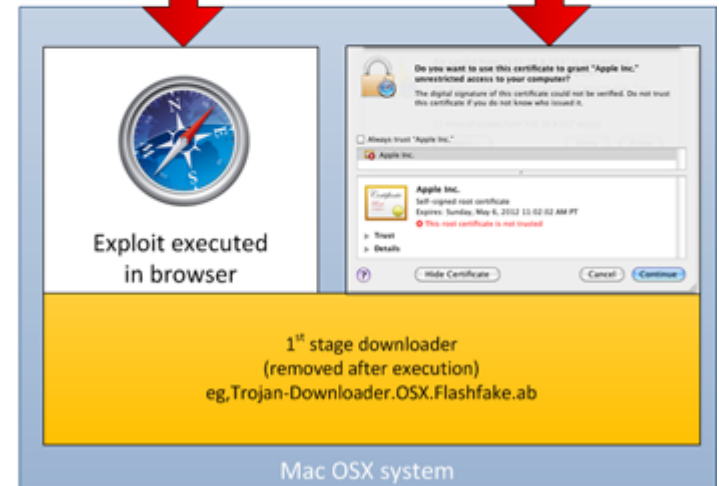 Exploit executed
in browser
Do you want to use this certificate to grant "Apple Inc."
unrestricted access to your computer?
The digital signature of this certificate could not be verified. Do not trust
this certificate if you do not know who issued it.
Always trust "Apple Inc."
Apple Inc.
Certificate
Apple Inc.
Self-signed root certificate
Expires: Sunday, May 6, 2012 11:02:02 AM PT
This root certificate is not trusted
Trust
Details
?
Hide Certificate
Cancel
Continue
1st stage downloader
(removed after execution)
eg,Trojan-Downloader.OSX.Flashfake.ab
Mac OSX system